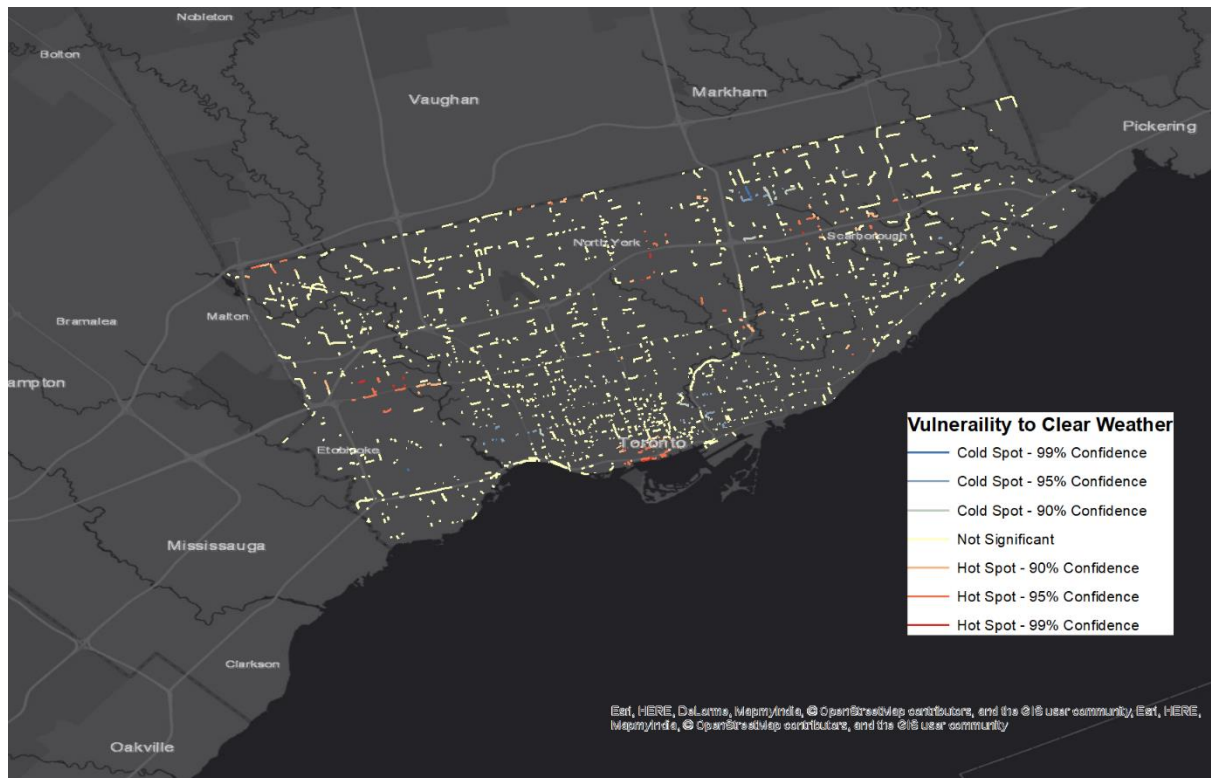 Nobleton
Bolton
Markham
Vaughan
Pickering
North York
Scarborough
Bramalea
Malton
ampton
Toronto
Etobicoke
Mississauga
Clarkson
Oakville
Vulneraility to Clear Weather
Cold Spot - 99% Confidence
Cold Spot - 95% Confidence
Cold Spot - 90% Confidence
Not Significant
Hot Spot - 90% Confidence
Hot Spot - 95% Confidence
Hot Spot - 99% Confidence
Esri, HERE, DeLorme, MapmyIndia, © OpenStreetMap contributors, and the GIS user community, Esri, HERE,
MapmyIndia, © OpenStreetMap contributors, and the GIS user community